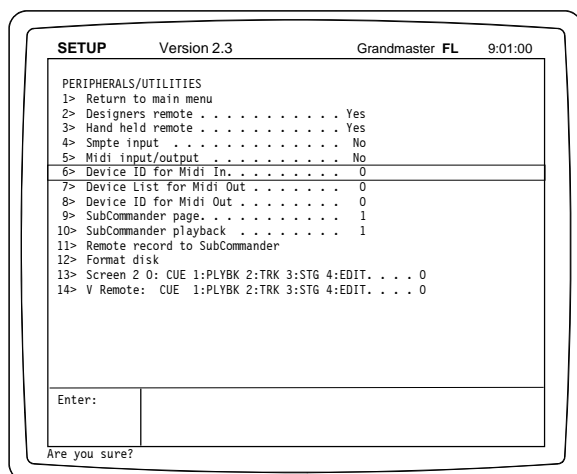 SETUP Version 2.3 Grandmaster FL 9:01:00
PERIPHERALS/UTILITIES
1> Return to main menu
2> Designers remote . . . . . . . . . . . Yes
3> Hand held remote . . . . . . . . . . . Yes
4> Smpte input . . . . . . . . . . . . . No
5> Midi input/output . . . . . . . . . . No
6> Device ID for Midi In. . . . . . . . . 0
7> Device List for Midi Out . . . . . . . 0
8> Device ID for Midi Out . . . . . . . . 0
9> SubCommander page. . . . . . . . . . . 1
10> SubCommander playback . . . . . . . . 1
11> Remote record to SubCommander
12> Format disk
13> Screen 2 0: CUE 1:PLYBK 2:TRK 3:STG 4:EDIT. . . . 0
14> V Remote: CUE 1:PLYBK 2:TRK 3:STG 4:EDIT. . . . 0
Enter:
Are you sure?